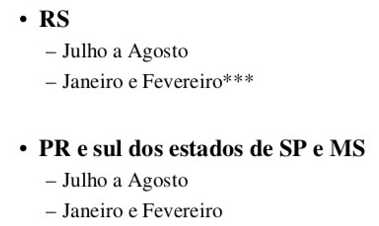 • RS
– Julho a Agosto
– Janeiro e Fevereiro***
• PR e sul dos estados de SP e MS
– Julho a Agosto
– Janeiro e Fevereiro